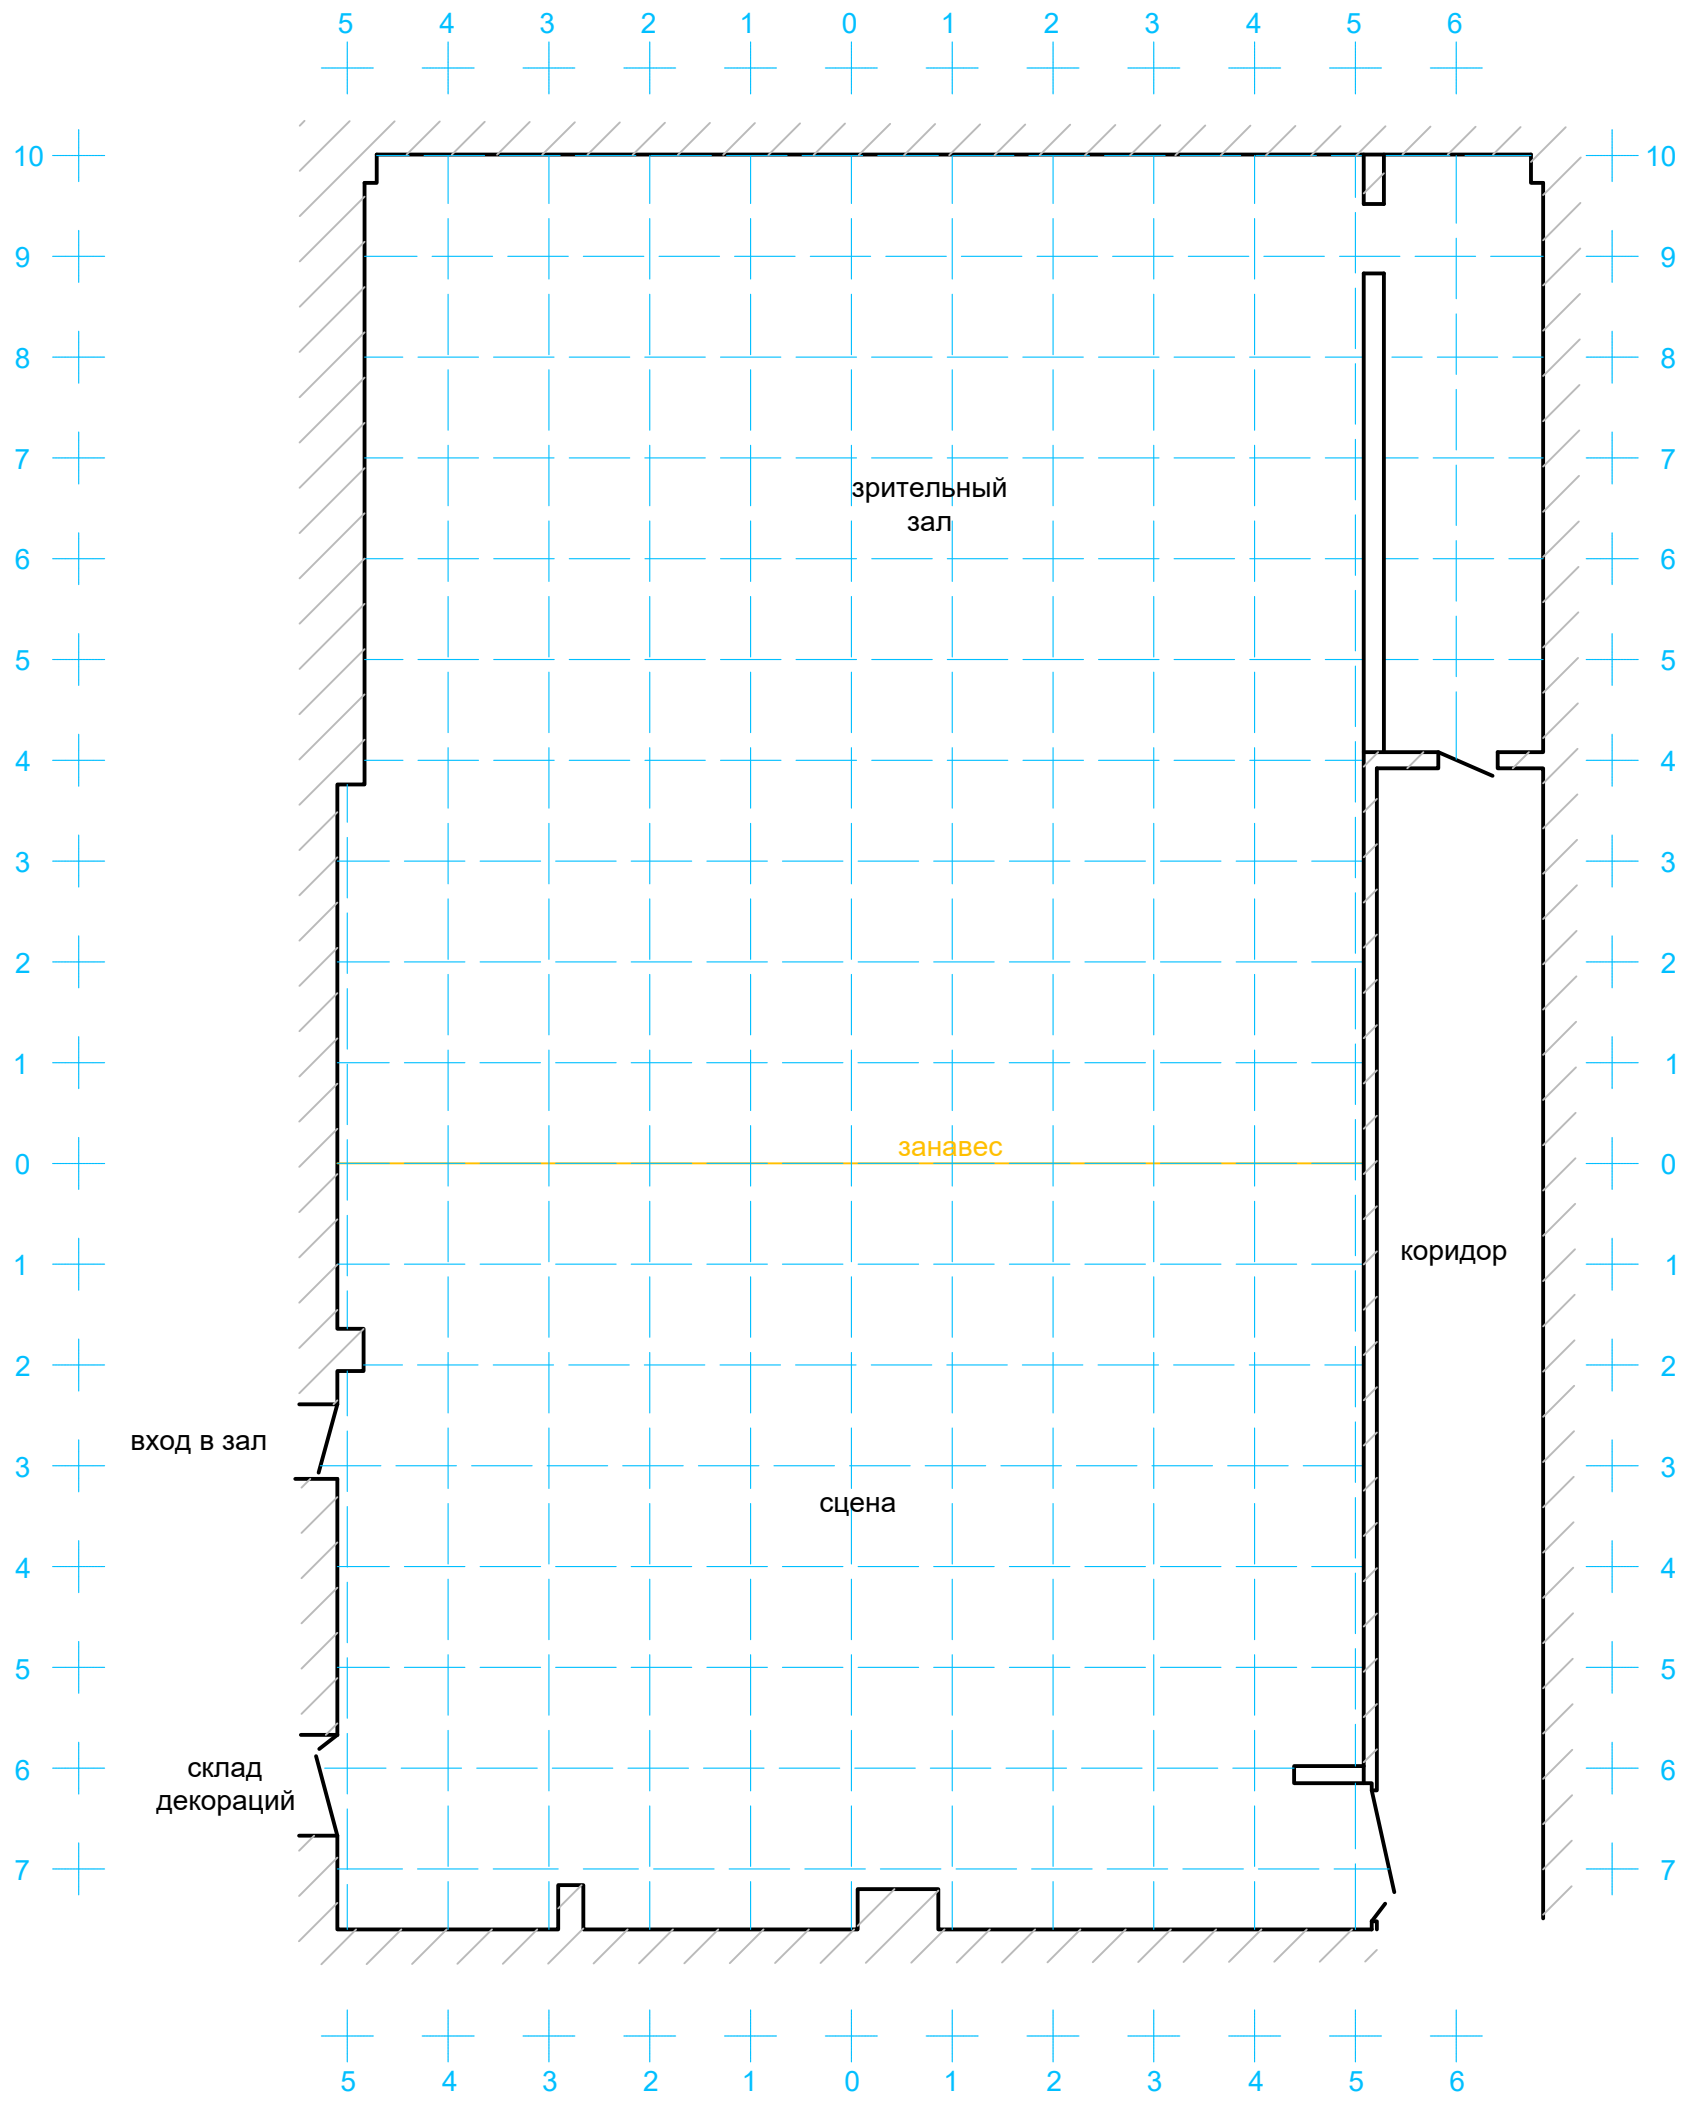 5 4 3 2 1 0 1 2 3 4 5 6
10 10
9 9
8 8
7 7
зрительный
зал
6 6
5 5
4 4
3 3
2 2
1 1
занавес
0 0
коридор
1 1
2 2
вход в зал
3 3
сцена
4 4
5 5
склад
6 6
декораций
7 7
5 4 3 2 1 0 1 2 3 4 5 6